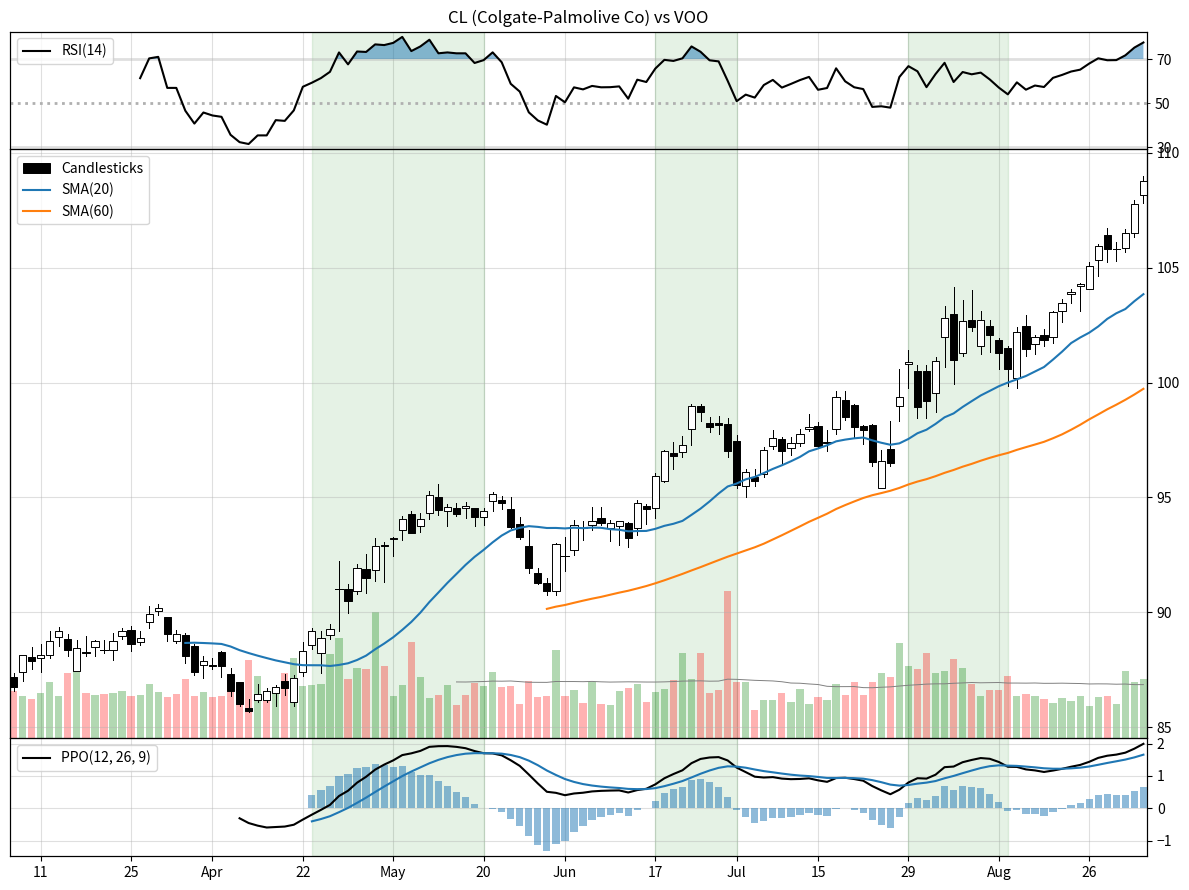 CL (Colgate-Palmolive Co) vs VOO
RSI(14)
70
50
30
110
Candlesticks
SMA(20)
SMA(60)
105
100
95
90
85
PPO(12, 26, 9)
2
1
0
−1
11 25 Apr 22 May 20 Jun 17 Jul 15 29 Aug 26